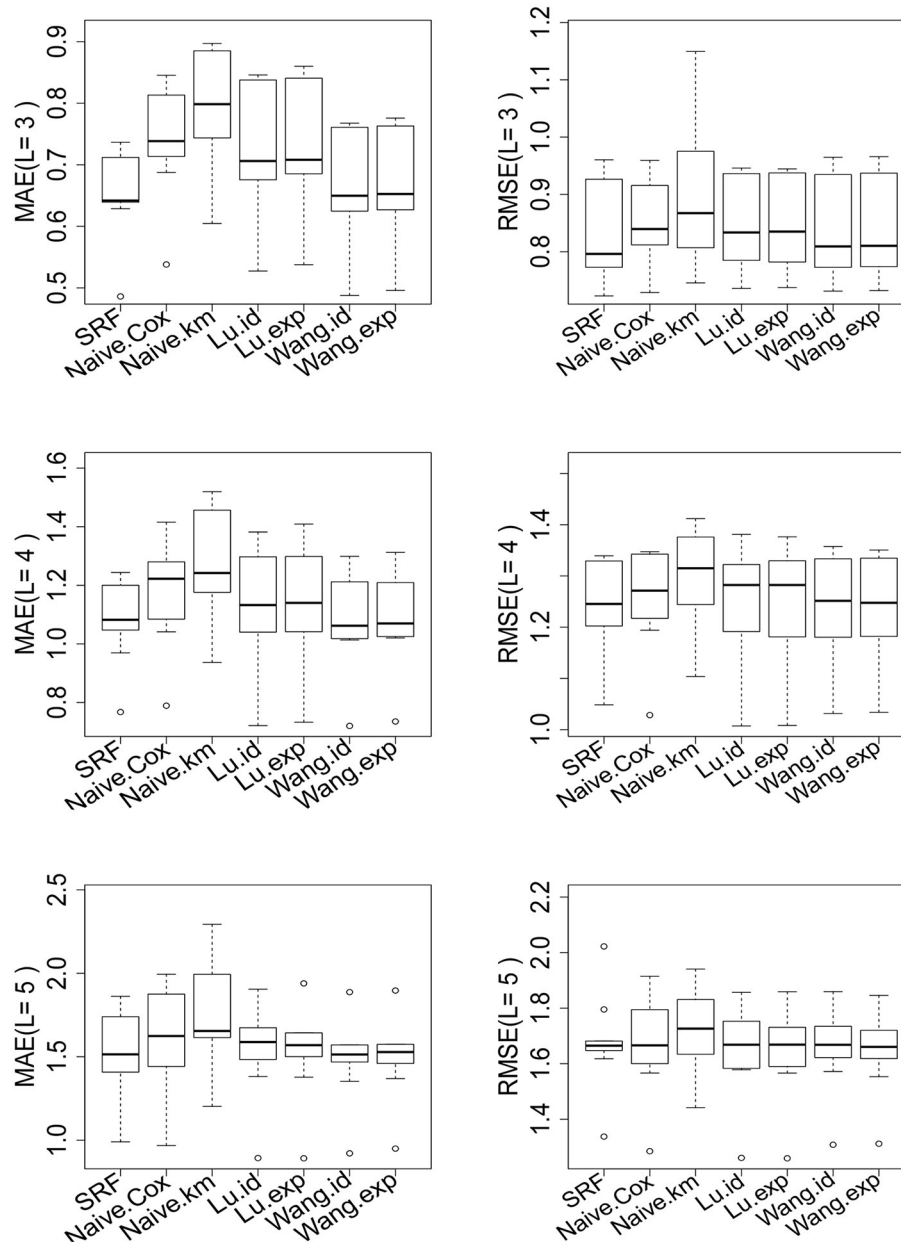 MAE(L= 3 )
0.5 0.6 0.7 0.8 0.9
SRF
Naive.Cox
Naive.km
Lu.id
Lu.exp
Wang.id
Wang.exp
RMSE(L= 3 )
0.8 0.9 1.0 1.1 1.2
SRF
Naive.Cox
Naive.km
Lu.id
Lu.exp
Wang.id
Wang.exp
MAE(L= 4 )
0.8 1.0 1.2 1.4 1.6
SRF
Naive.Cox
Naive.km
Lu.id
Lu.exp
Wang.id
Wang.exp
RMSE(L= 4 )
1.0 1.2 1.4
SRF
Naive.Cox
Naive.km
Lu.id
Lu.exp
Wang.id
Wang.exp
MAE(L= 5 )
1.0 1.5 2.0 2.5
SRF
Naive.Cox
Naive.km
Lu.id
Lu.exp
Wang.id
Wang.exp
RMSE(L= 5 )
1.4 1.6 1.8 2.0 2.2
SRF
Naive.Cox
Naive.km
Lu.id
Lu.exp
Wang.id
Wang.exp